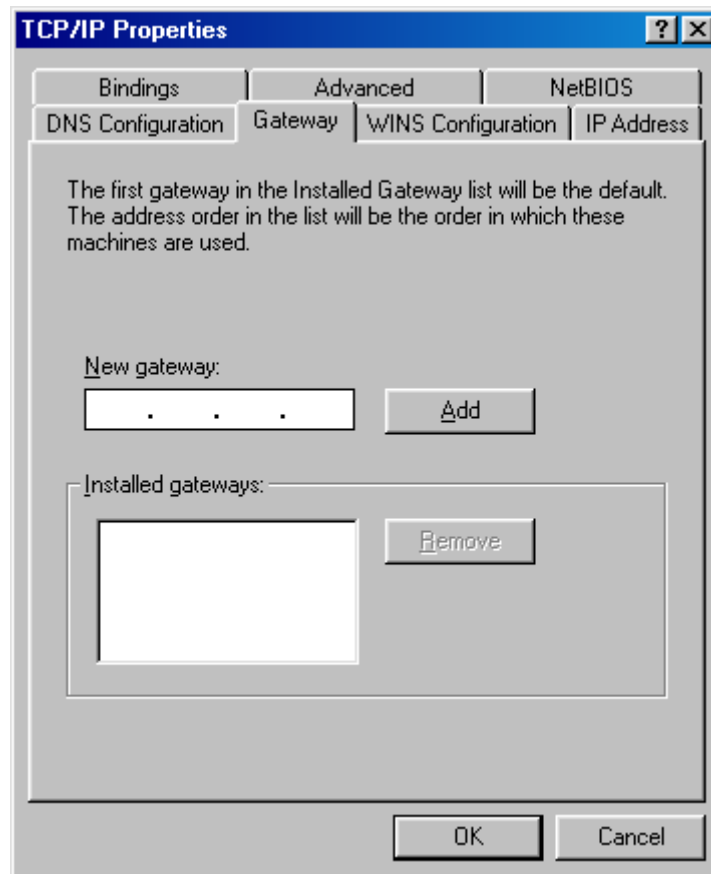 TCP/IP Properties
Bindings Advanced NetBIOS
DNS Configuration Gateway WINS Configuration IP Address
The first gateway in the Installed Gateway list will be the default.
The address order in the list will be the order in which these
machines are used.
New gateway:
. . . Add
Installed gateways:
Remove
OK Cancel